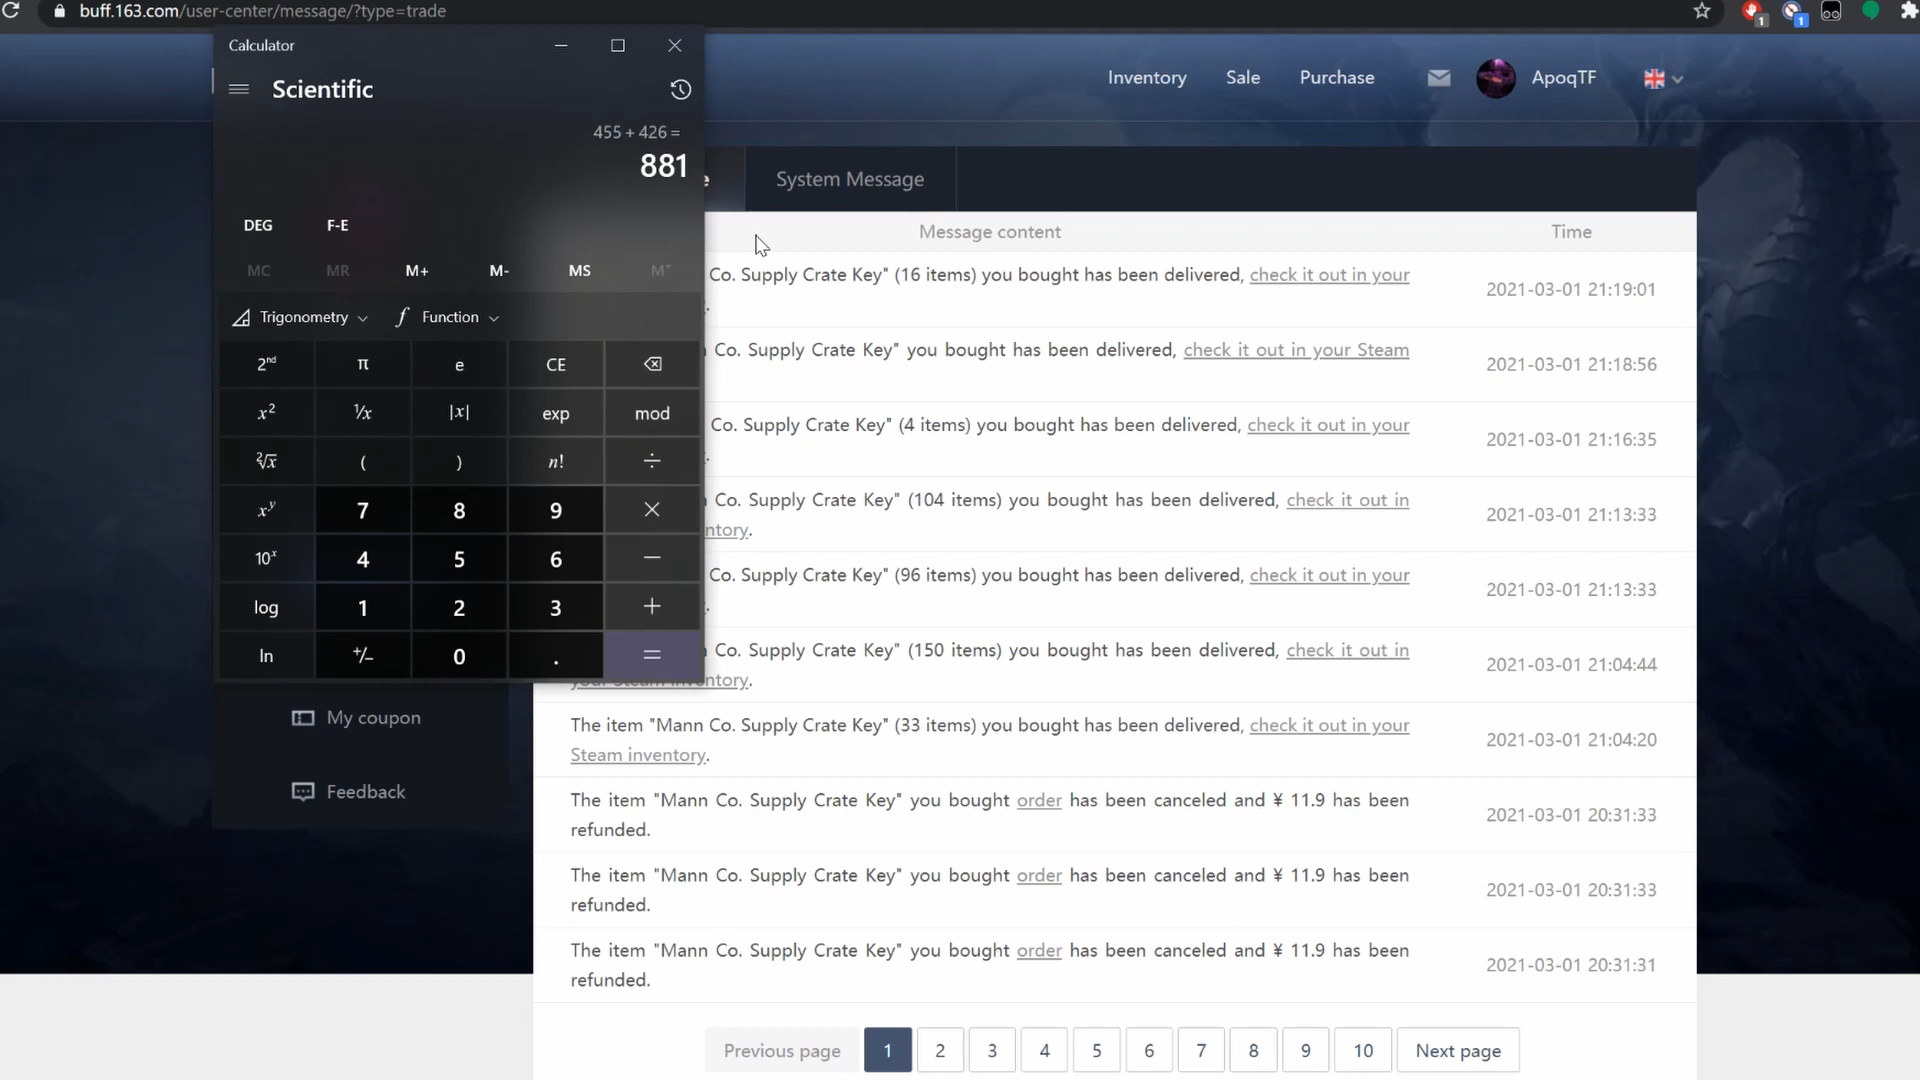 buff.163.com/user-center/message/?type=trade
1
1
Calculator
Scientific
455 + 426 =
881
DEG F-E
MC MR M+ M- MS M˅
Trigonometry Function
2nd π e CE
x² ¹/x |x| exp mod
²√x ( ) n! ÷
xʸ 7 8 9 ×
10ˣ 4 5 6 −
log 1 2 3 +
ln +/− 0 . =
Inventory Sale Purchase ApoqTF
System Message
Message content Time
Co. Supply Crate Key" (16 items) you bought has been delivered, check it out in your
.
2021-03-01 21:19:01
Co. Supply Crate Key" you bought has been delivered, check it out in your Steam
2021-03-01 21:18:56
Co. Supply Crate Key" (4 items) you bought has been delivered, check it out in your
.
2021-03-01 21:16:35
Co. Supply Crate Key" (104 items) you bought has been delivered, check it out in
ntory.
2021-03-01 21:13:33
Co. Supply Crate Key" (96 items) you bought has been delivered, check it out in your
.
2021-03-01 21:13:33
Co. Supply Crate Key" (150 items) you bought has been delivered, check it out in
your Steam inventory.
2021-03-01 21:04:44
The item "Mann Co. Supply Crate Key" (33 items) you bought has been delivered, check it out in your
Steam inventory.
2021-03-01 21:04:20
The item "Mann Co. Supply Crate Key" you bought order has been canceled and ¥ 11.9 has been
refunded.
2021-03-01 20:31:33
The item "Mann Co. Supply Crate Key" you bought order has been canceled and ¥ 11.9 has been
refunded.
2021-03-01 20:31:33
The item "Mann Co. Supply Crate Key" you bought order has been canceled and ¥ 11.9 has been
refunded.
2021-03-01 20:31:31
My coupon
Feedback
Previous page 1 2 3 4 5 6 7 8 9 10 Next page